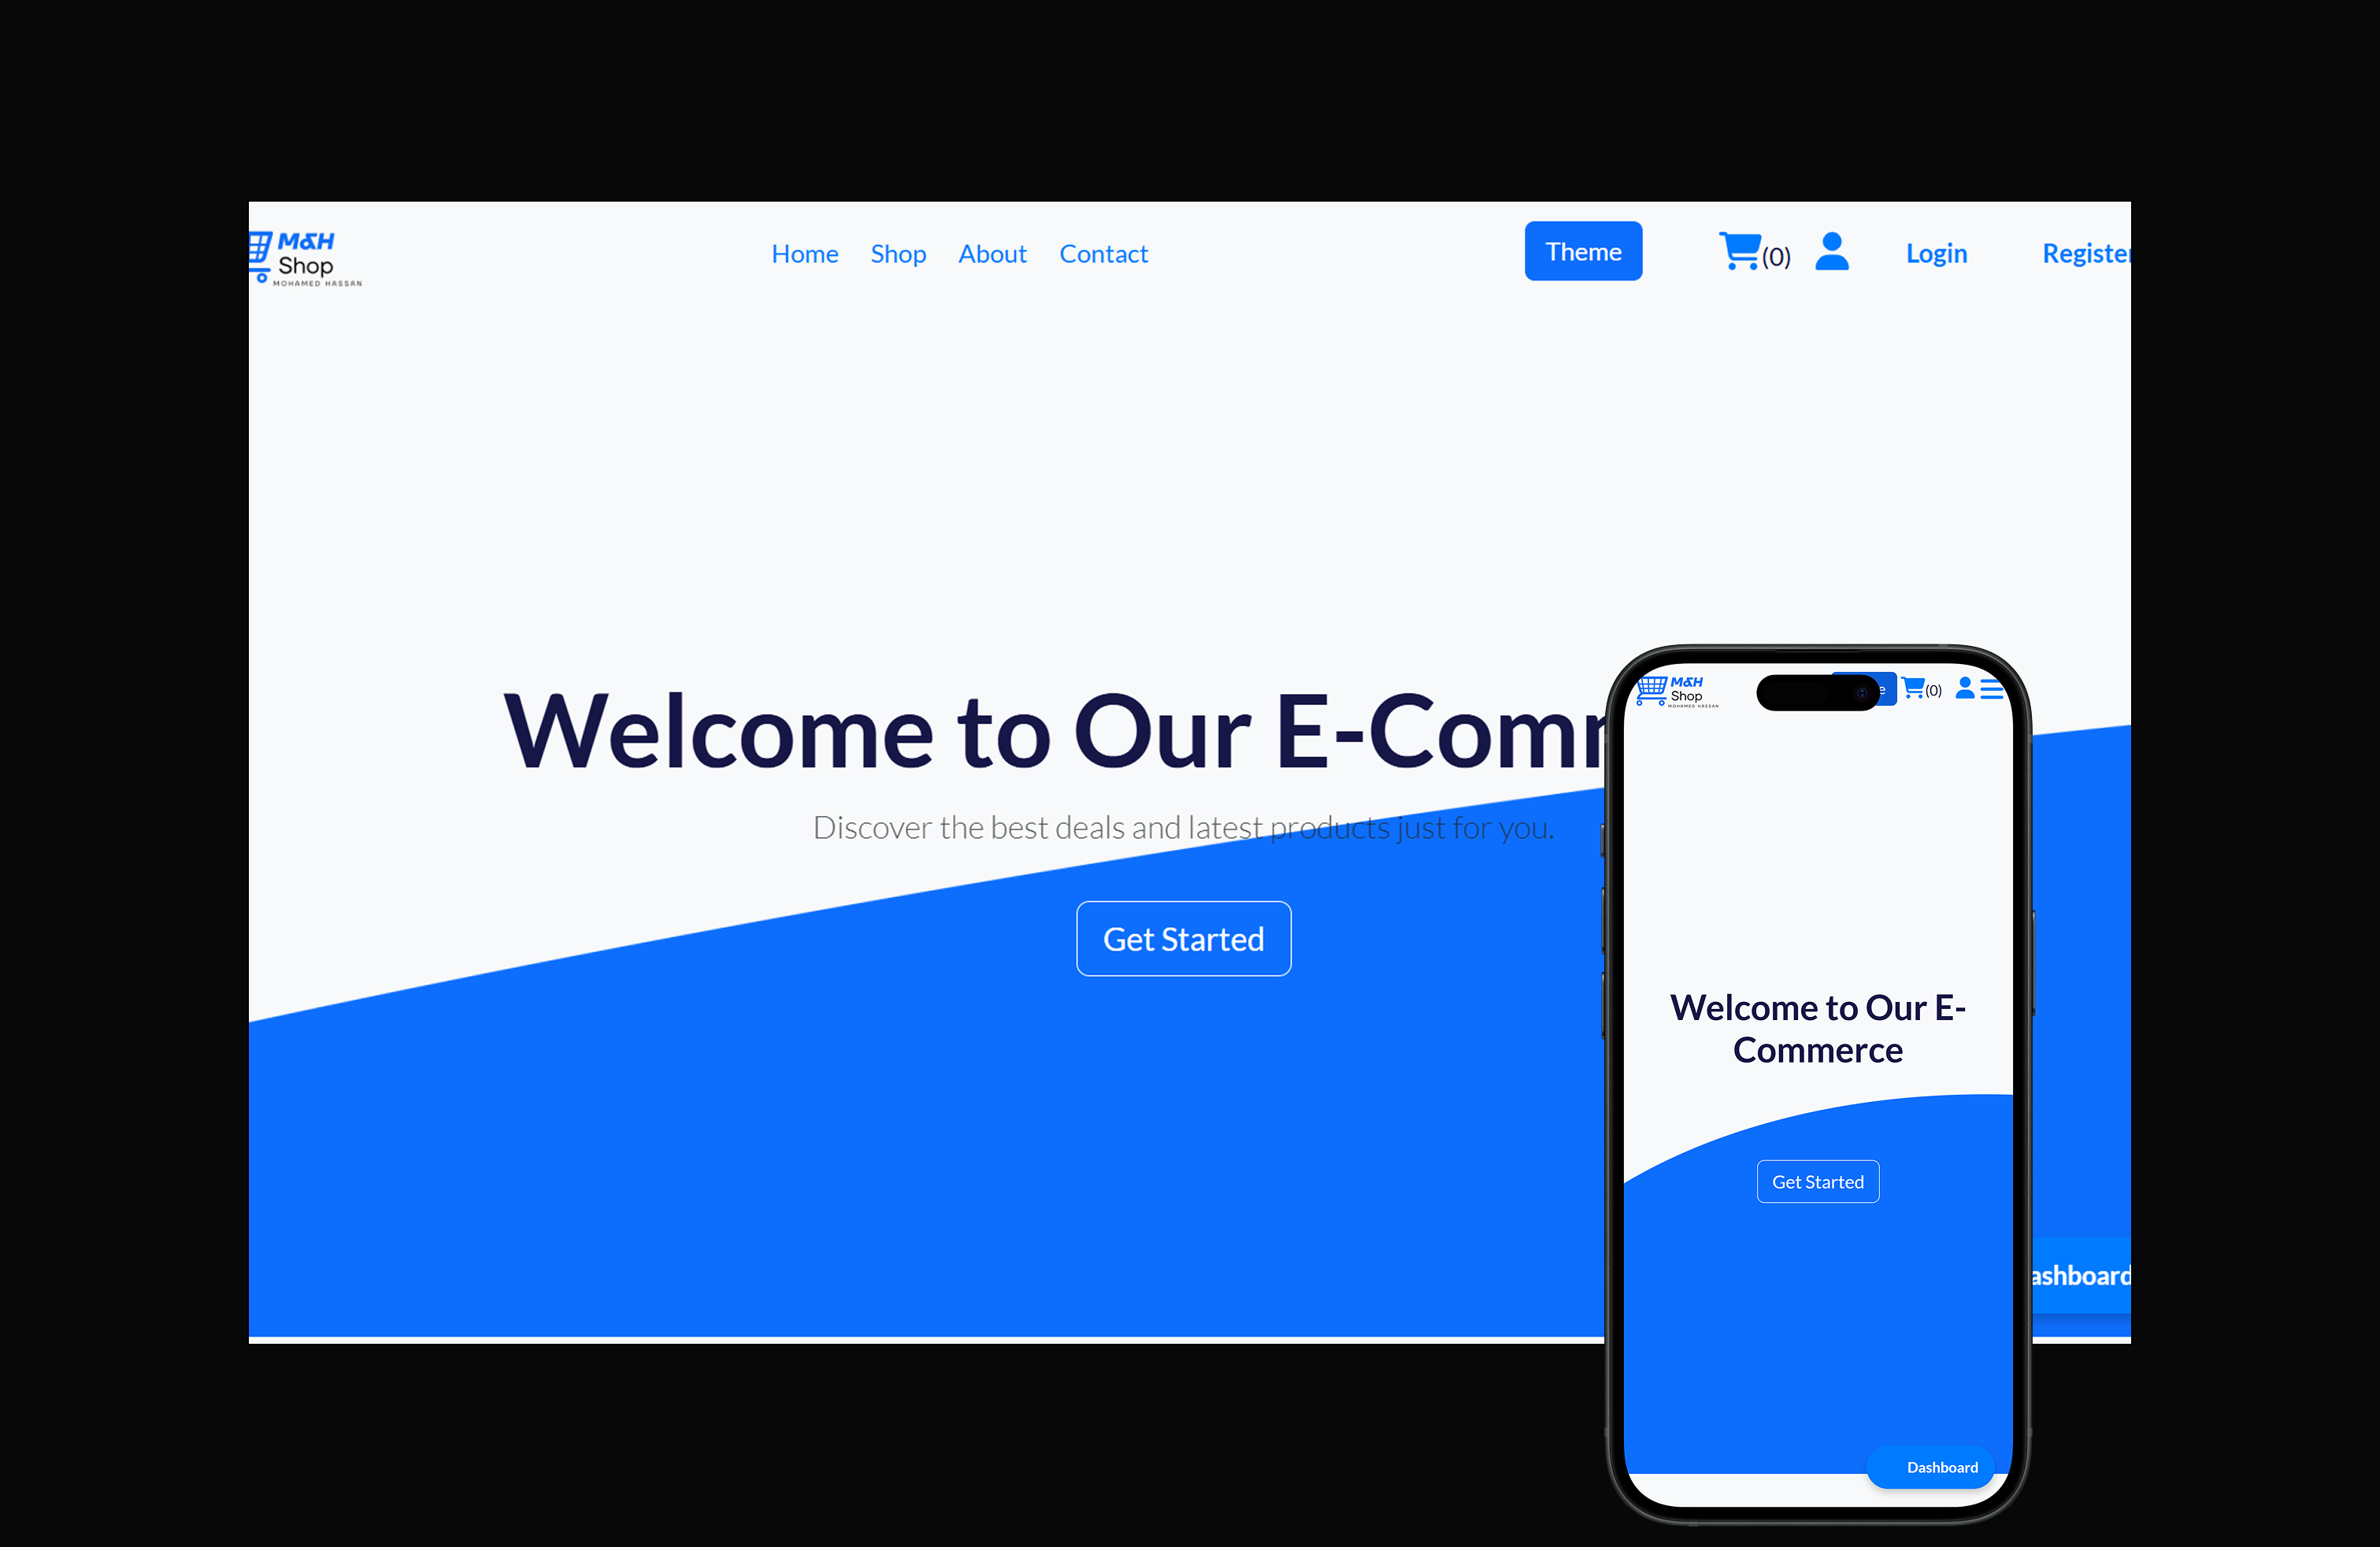 M&H
Shop
MOHAMED HASSAN
Home Shop About Contact
Theme
(0)
Login
Register
Welcome to Our E-Comm
Discover the best deals and latest products just for you.
Get Started
ashboard
M&H
Shop
MOHAMED HASSAN
e
(0)
Welcome to Our E-
Commerce
Get Started
Dashboard